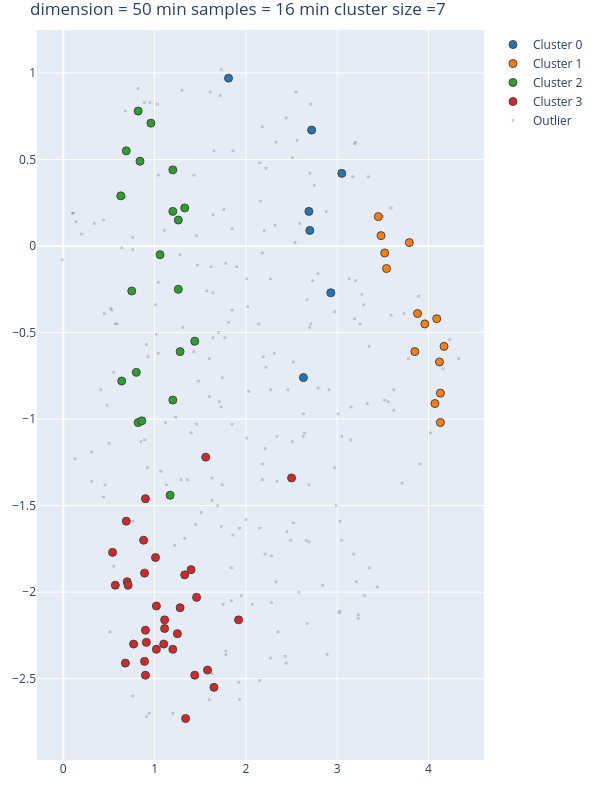 dimension = 50 min samples = 16 min cluster size =7
Cluster 0
Cluster 1
Cluster 2
Cluster 3
Outlier
1
0.5
0
−0.5
−1
−1.5
−2
−2.5
0 1 2 3 4